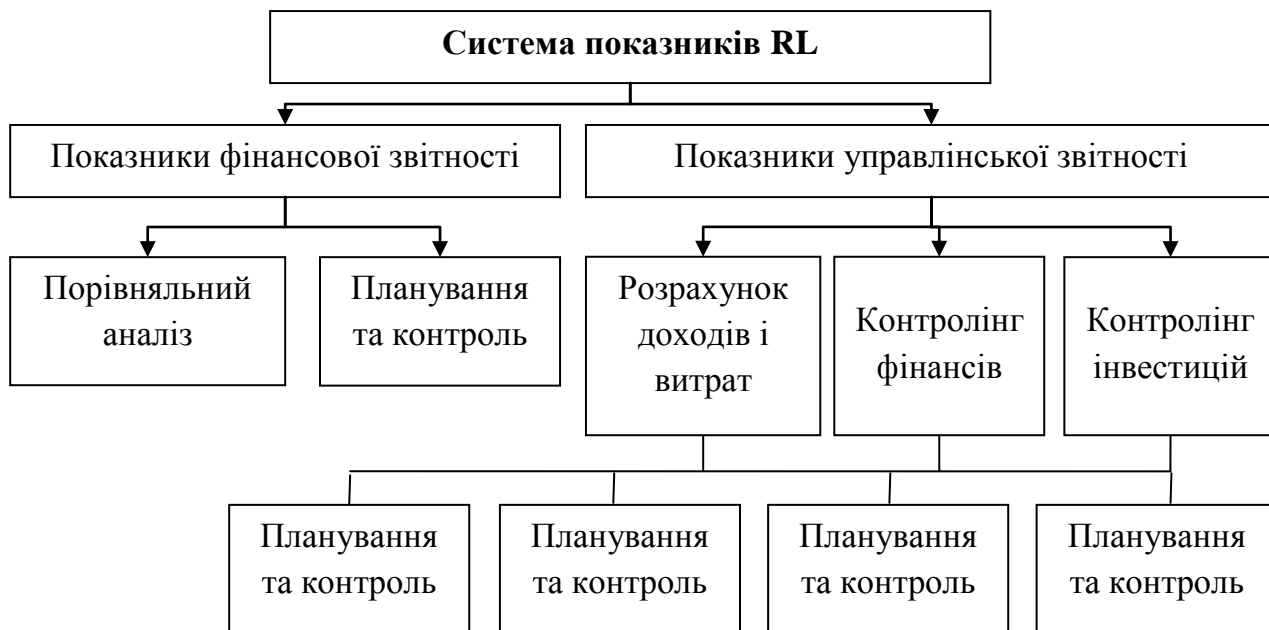 Система показників RL
Показники фінансової звітності
Показники управлінської звітності
Порівняльний
аналіз
Планування
та контроль
Розрахунок
доходів і
витрат
Контролінг
фінансів
Контролінг
інвестицій
Планування
та контроль
Планування
та контроль
Планування
та контроль
Планування
та контроль